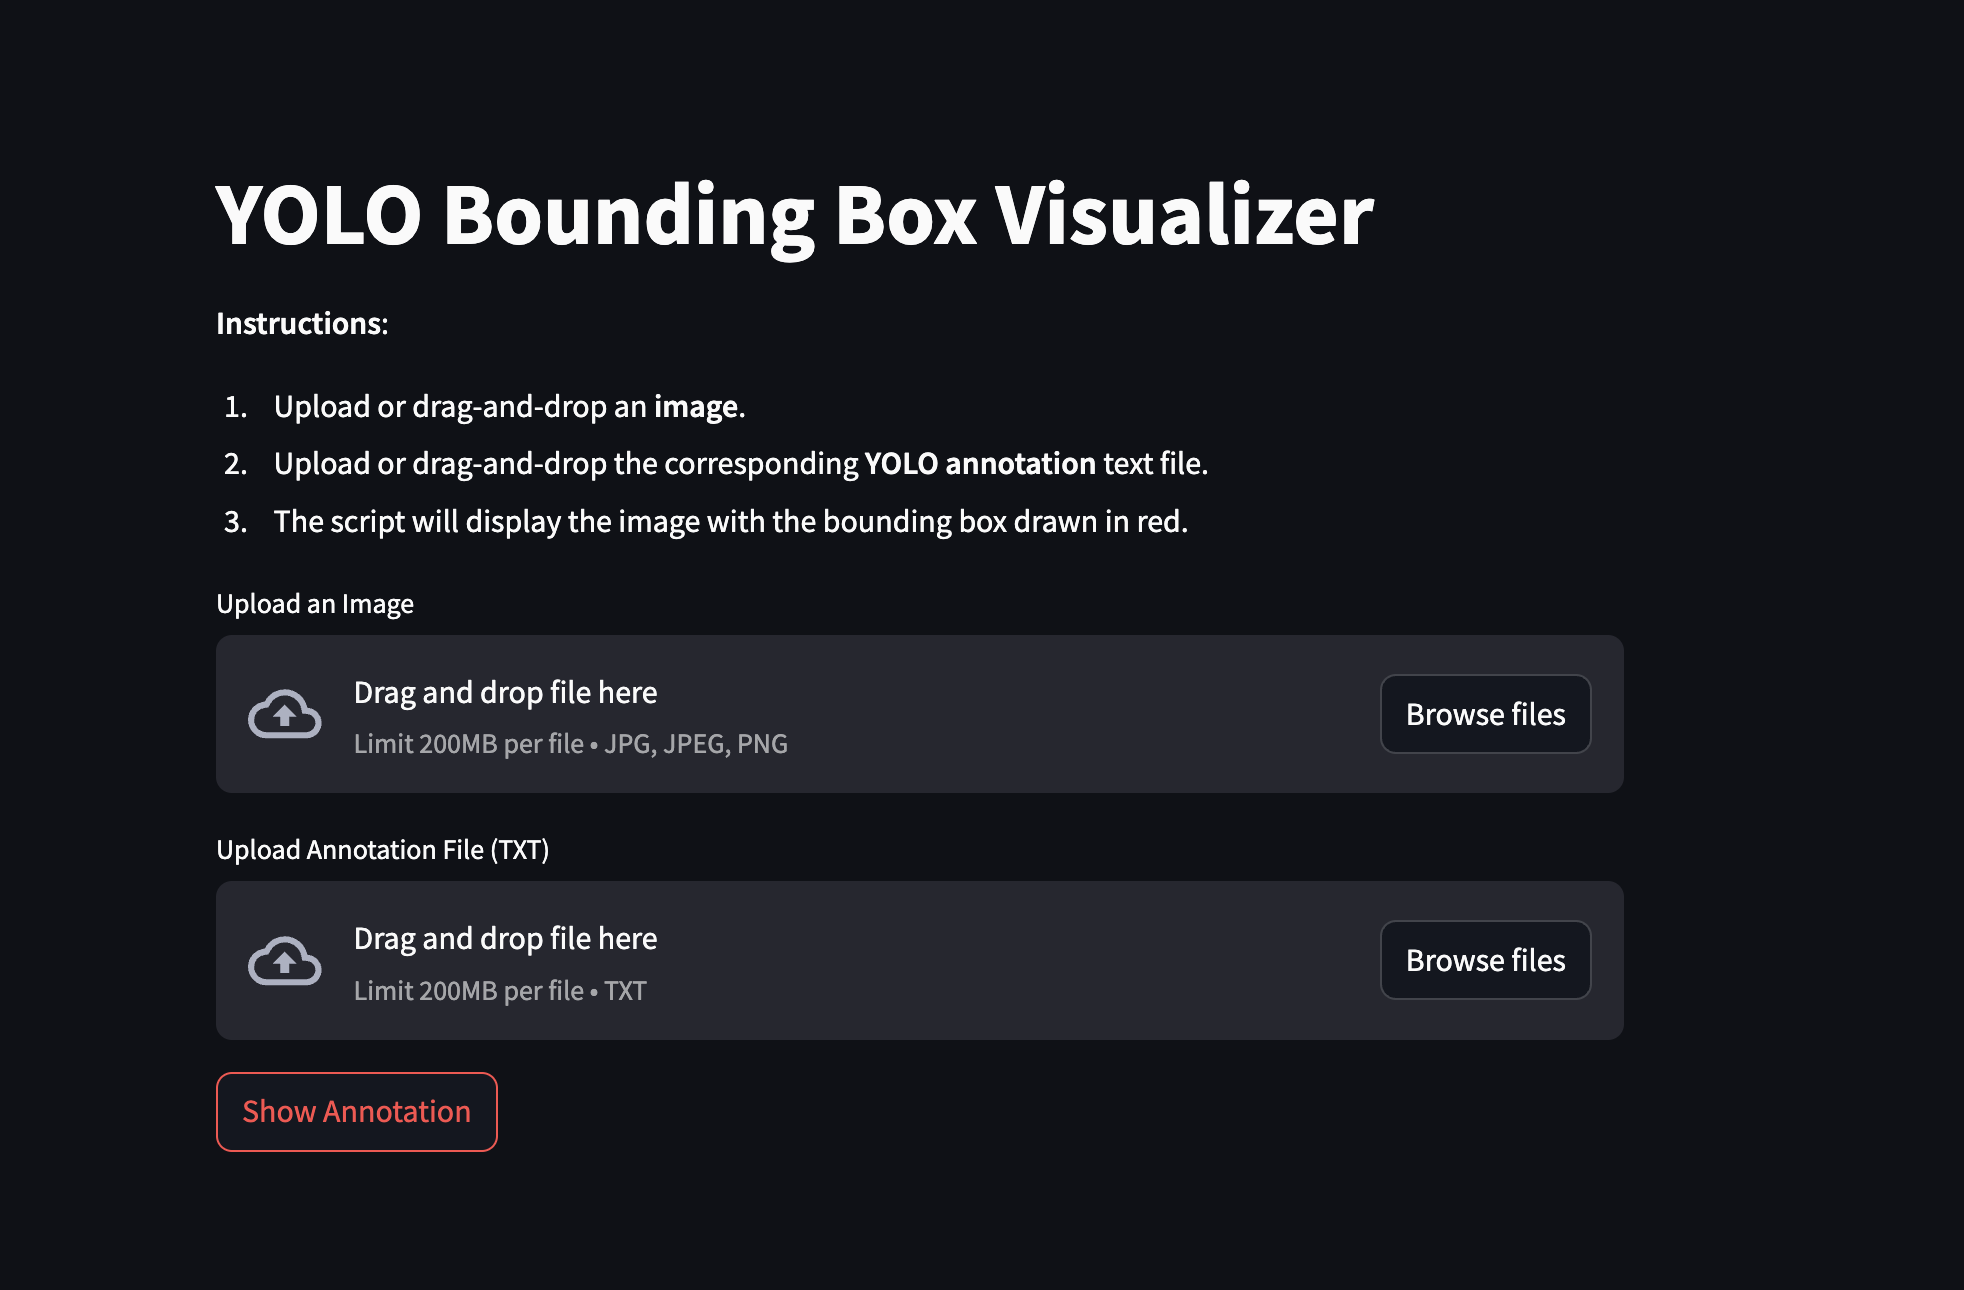 YOLO Bounding Box Visualizer
Instructions:
1. Upload or drag-and-drop an image.
2. Upload or drag-and-drop the corresponding YOLO annotation text file.
3. The script will display the image with the bounding box drawn in red.
Upload an Image
Drag and drop file here
Limit 200MB per file • JPG, JPEG, PNG
Browse files
Upload Annotation File (TXT)
Drag and drop file here
Limit 200MB per file • TXT
Browse files
Show Annotation